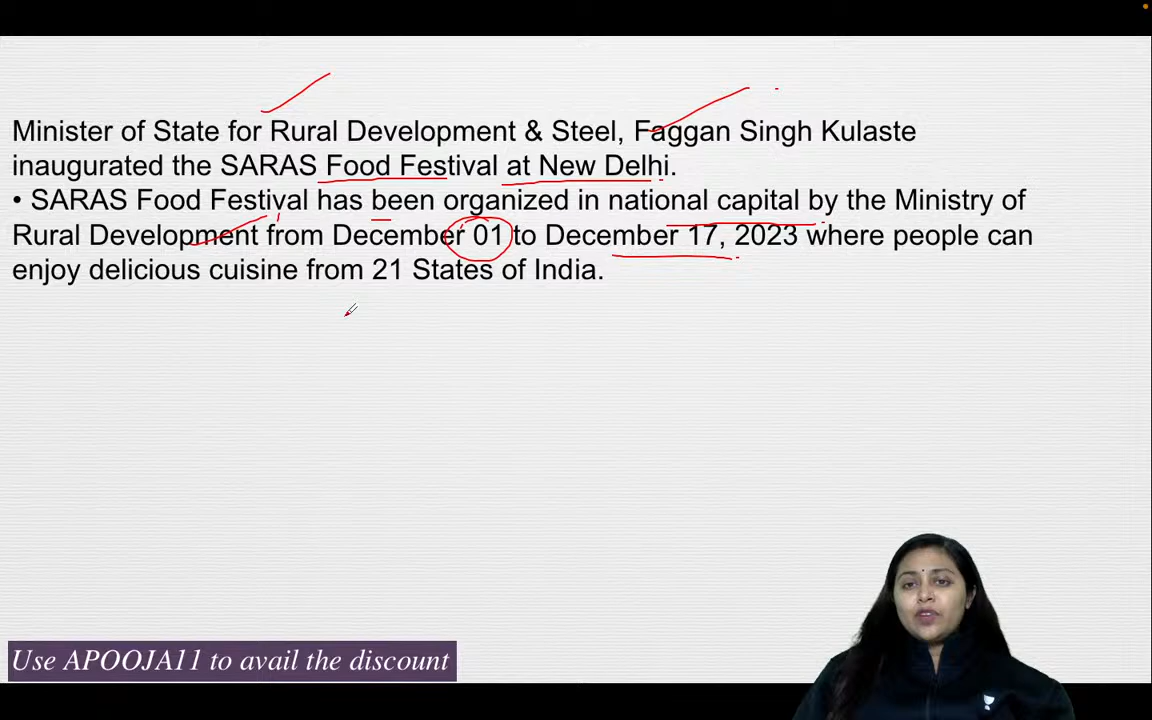 Minister of State for Rural Development & Steel, Faggan Singh Kulaste
inaugurated the SARAS Food Festival at New Delhi.
• SARAS Food Festival has been organized in national capital by the Ministry of
Rural Development from December 01 to December 17, 2023 where people can
enjoy delicious cuisine from 21 States of India.
Use APOOJA11 to avail the discount